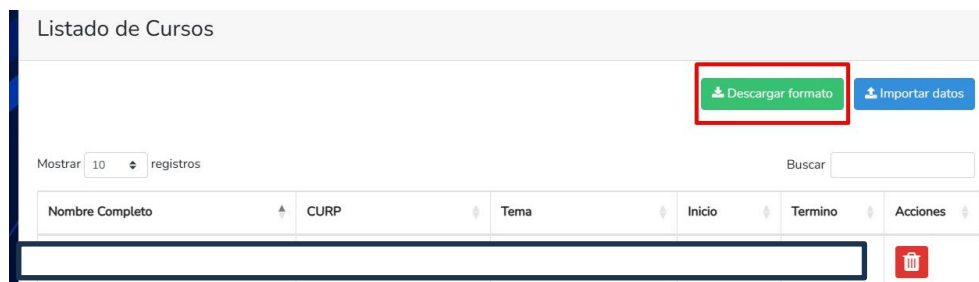 Listado de Cursos
Descargar formato Importar datos
Mostrar 10 registros Buscar
Nombre Completo CURP Tema Inicio Termino Acciones